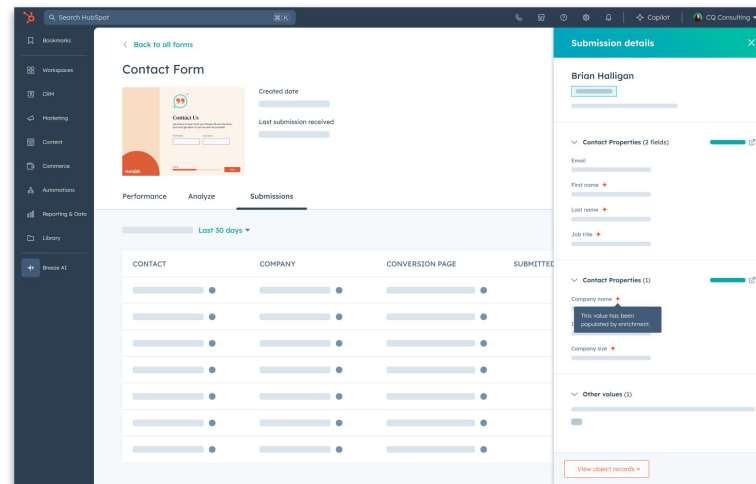 Search HubSpot
⌘ K
Copilot
CQ Consulting
Bookmarks
Workspaces
CRM
Marketing
Content
Commerce
Automations
Reporting & Data
Library
Breeze AI
Back to all forms
Contact Form
Contact Us
Created date
Last submission received
Performance
Analyze
Submissions
Last 30 days
CONTACT
COMPANY
CONVERSION PAGE
SUBMITTED
Submission details
Brian Halligan
Contact Properties (2 fields)
Email
First name
Last name
Job title
Contact Properties (1)
Company name
This value has been
populated by enrichment.
Company size
Other values (1)
View object records